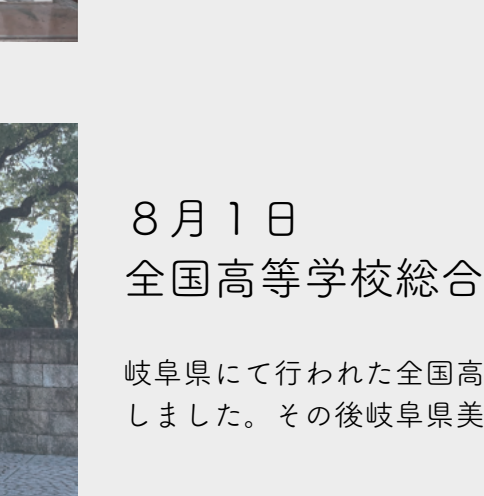 ８月１日
全国高等学校総合
岐阜県にて行われた全国高
しました。その後岐阜県美